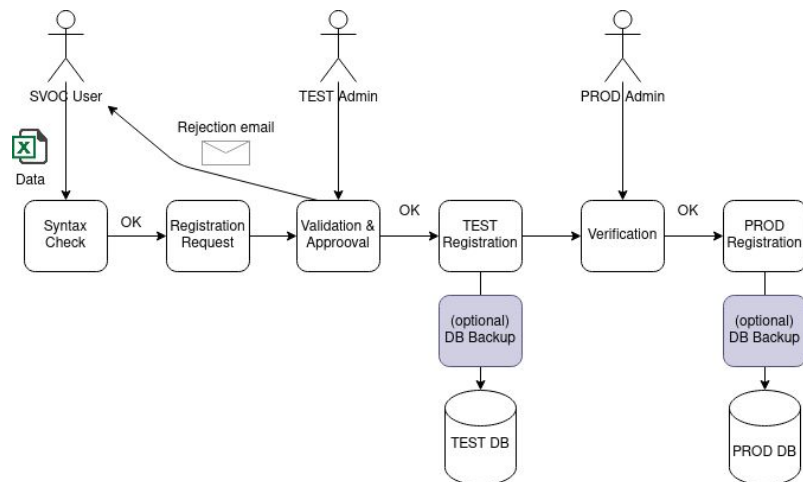 SVOC User
TEST Admin
PROD Admin
Rejection email
X
Data
Syntax
Check
OK
Registration
Request
Validation &
Approoval
OK
TEST
Registration
Verification
OK
PROD
Registration
(optional)
DB Backup
(optional)
DB Backup
TEST DB
PROD DB